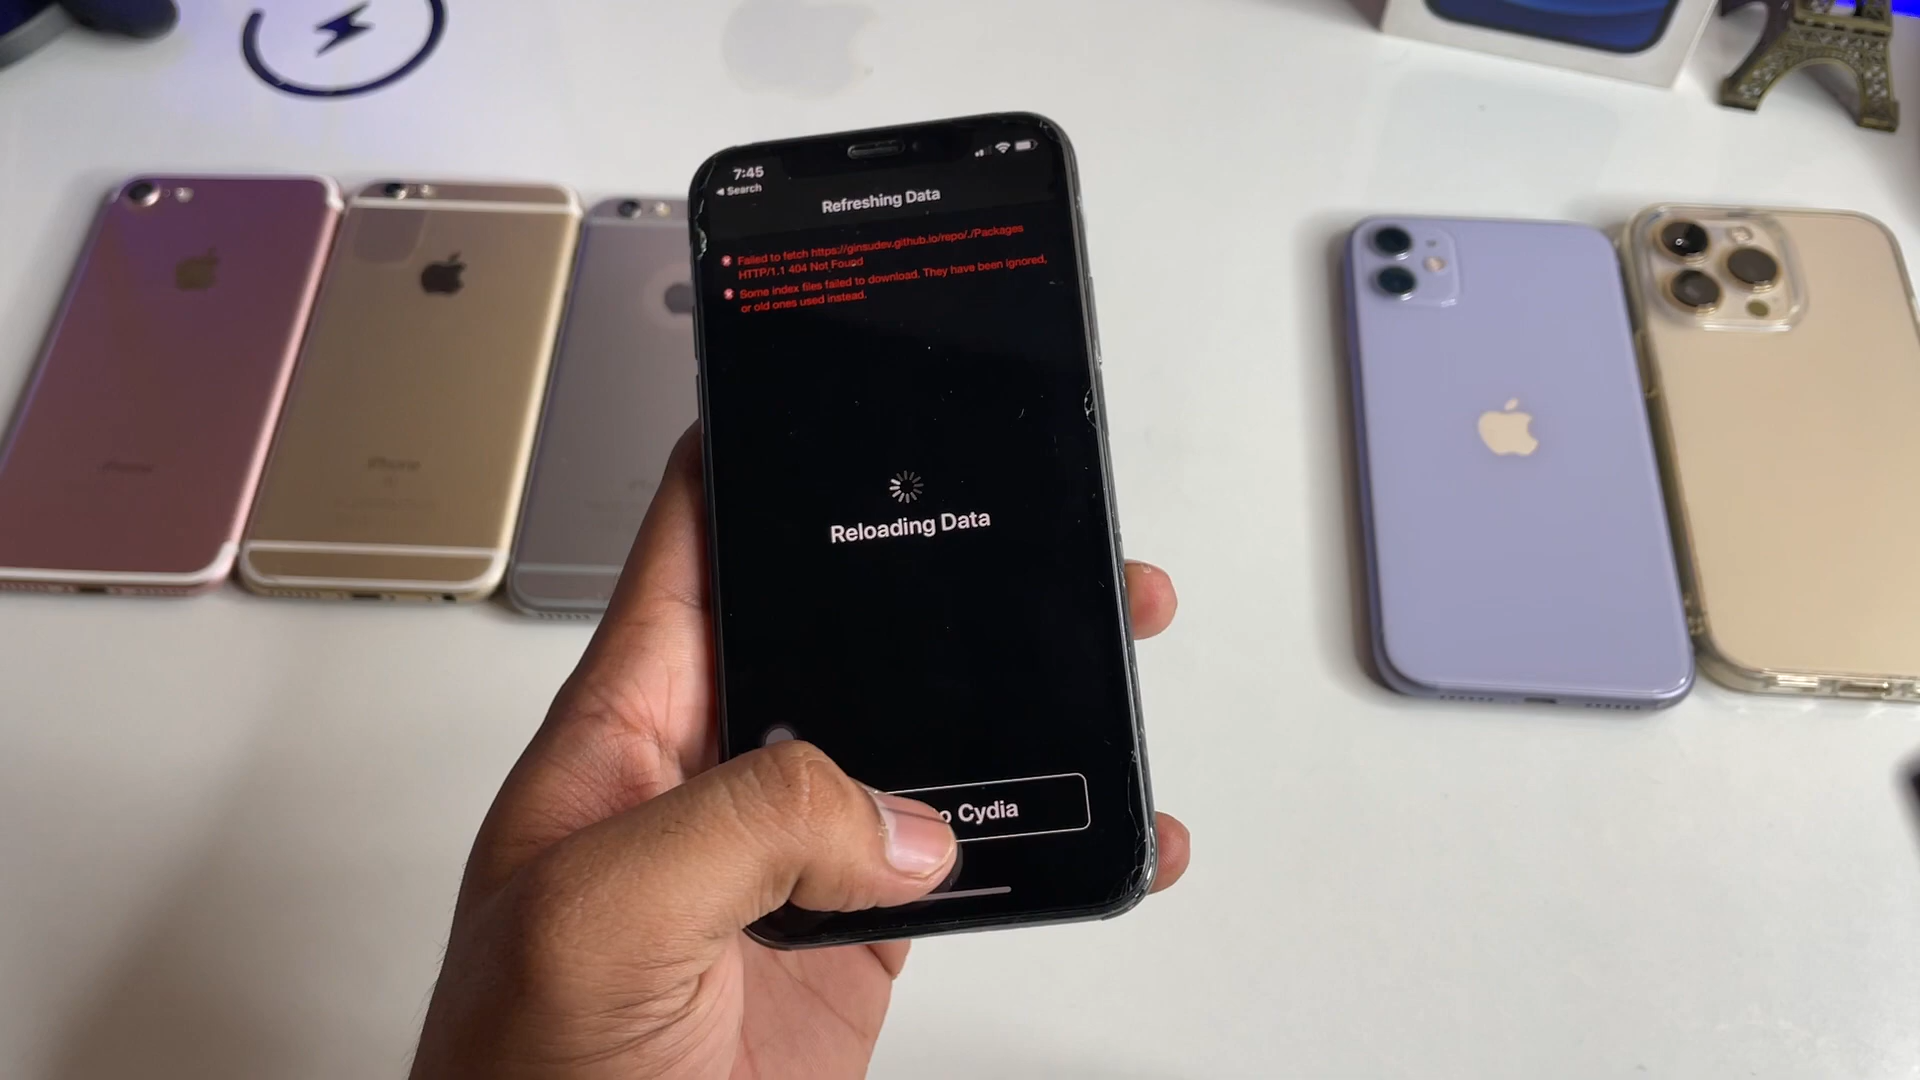 7:45
◀ Search
Refreshing Data
Failed to fetch https://ginsudev.github.io/repo/./Packages
HTTP/1.1 404 Not Found
Some index files failed to download. They have been ignored,
or old ones used instead.
Reloading Data
o Cydia
iPhone
iPhone